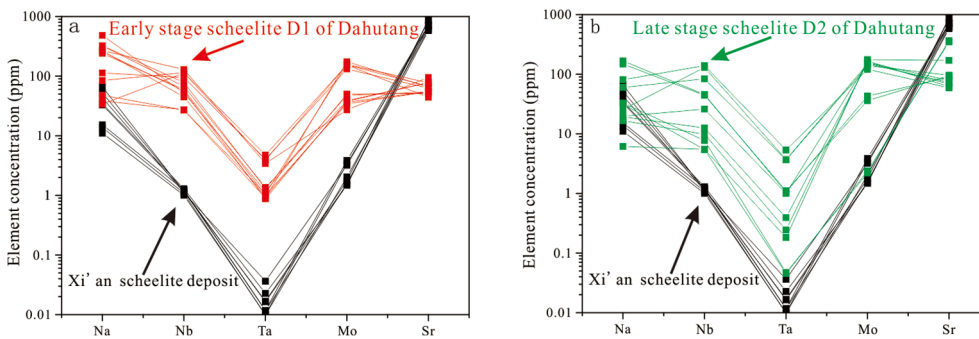 a
Early stage scheelite D1 of Dahutang
Element concentration (ppm)
1000
100
10
1
0.1
0.01
Xi' an scheelite deposit
Na Nb Ta Mo Sr
b
Late stage scheelite D2 of Dahutang
Element concentration (ppm)
1000
100
10
1
0.1
0.01
Xi' an scheelite deposit
Na Nb Ta Mo Sr